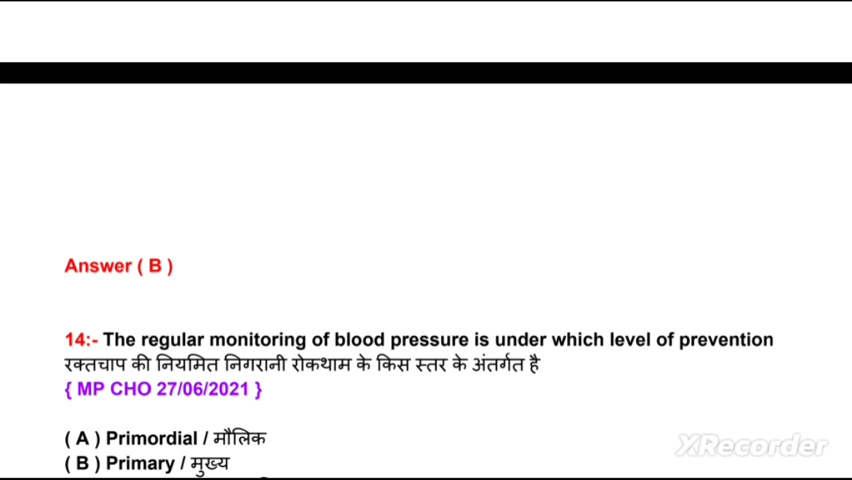 Answer ( B )
14:- The regular monitoring of blood pressure is under which level of prevention
रक्तचाप की नियमित निगरानी रोकथाम के किस स्तर के अंतर्गत है
{ MP CHO 27/06/2021 }
( A ) Primordial / मौलिक
( B ) Primary / मुख्य
XRecorder